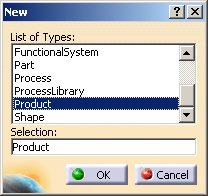 New
List of Types:
FunctionalSystem
Part
Process
ProcessLibrary
Product
Shape
Selection:
Product
OK
Cancel